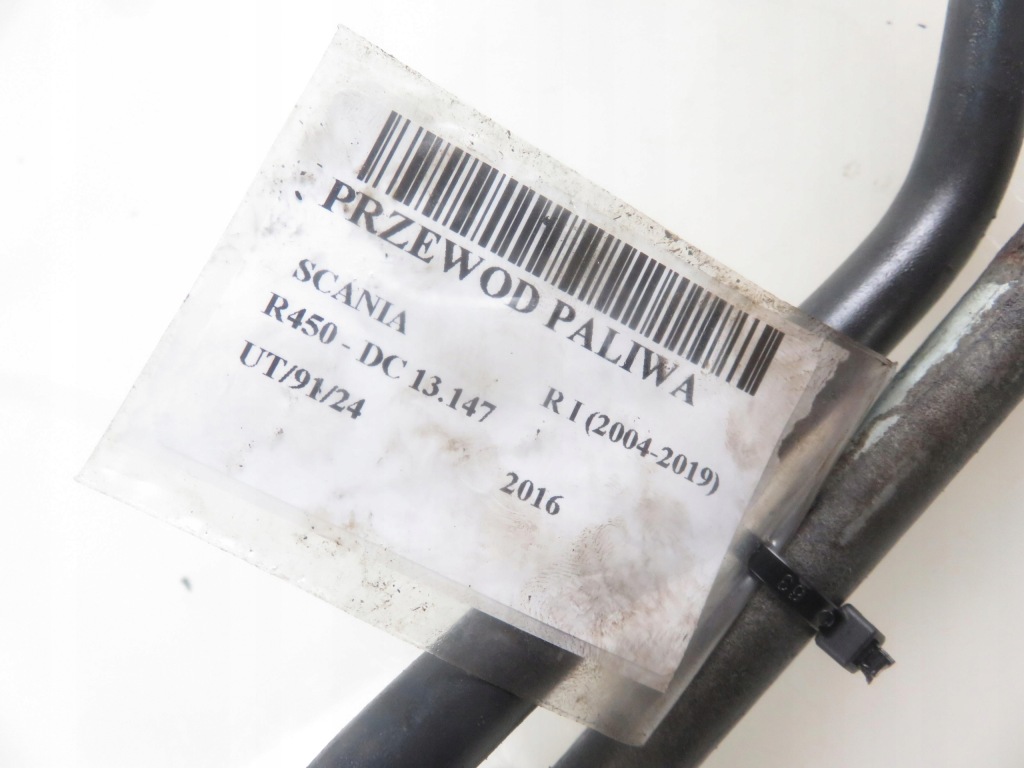 PRZEWOD PALIWA
SCANIA R I (2004-2019)
R450 - DC 13.147
UT/91/24 2016